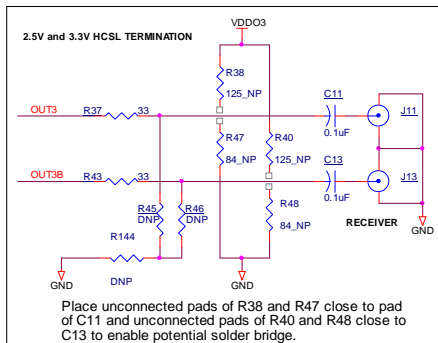 VDDO3
2.5V and 3.3V HCSL TERMINATION
R38
125_NP
C11
J11
OUT3
R37
33
R47
R40
0.1uF
84_NP
125_NP
C13
J13
OUT3B
R43
33
0.1uF
R45
DNP
R46
DNP
R48
84_NP
RECEIVER
R144
DNP
GND
GND
GND
Place unconnected pads of R38 and R47 close to pad
of C11 and unconnected pads of R40 and R48 close to
C13 to enable potential solder bridge.